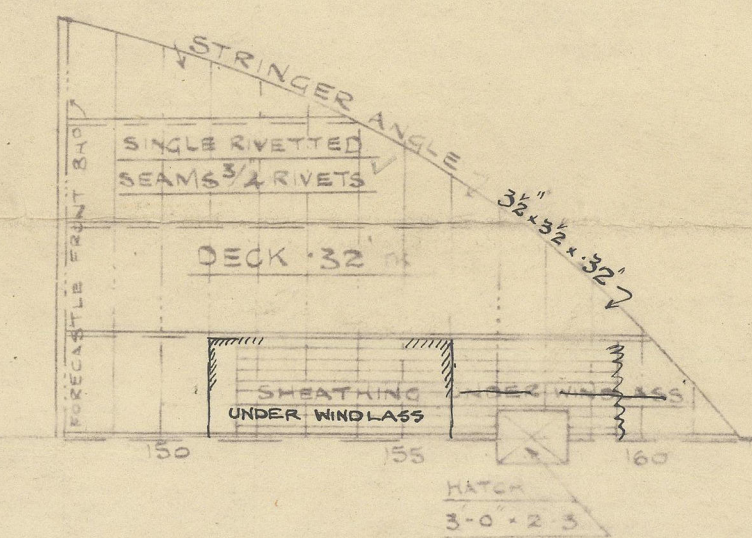 STRINGER ANGLE
3½" x 3½ x .32"
FORECASTLE FRONT BHD
SINGLE RIVETTED
SEAMS 3/4 RIVETS
DECK .32"
SHEATHING UNDER WINDLASS
UNDER WINDLASS
150 155 160
HATCH
3-0 x 2 3